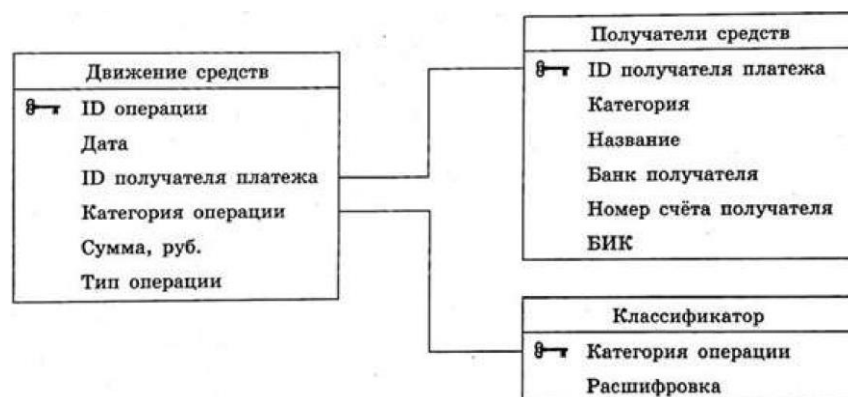 Движение средств
ID операции
Дата
ID получателя платежа
Категория операции
Сумма, руб.
Тип операции
Получатели средств
ID получателя платежа
Категория
Название
Банк получателя
Номер счёта получателя
БИК
Классификатор
Категория операции
Расшифровка